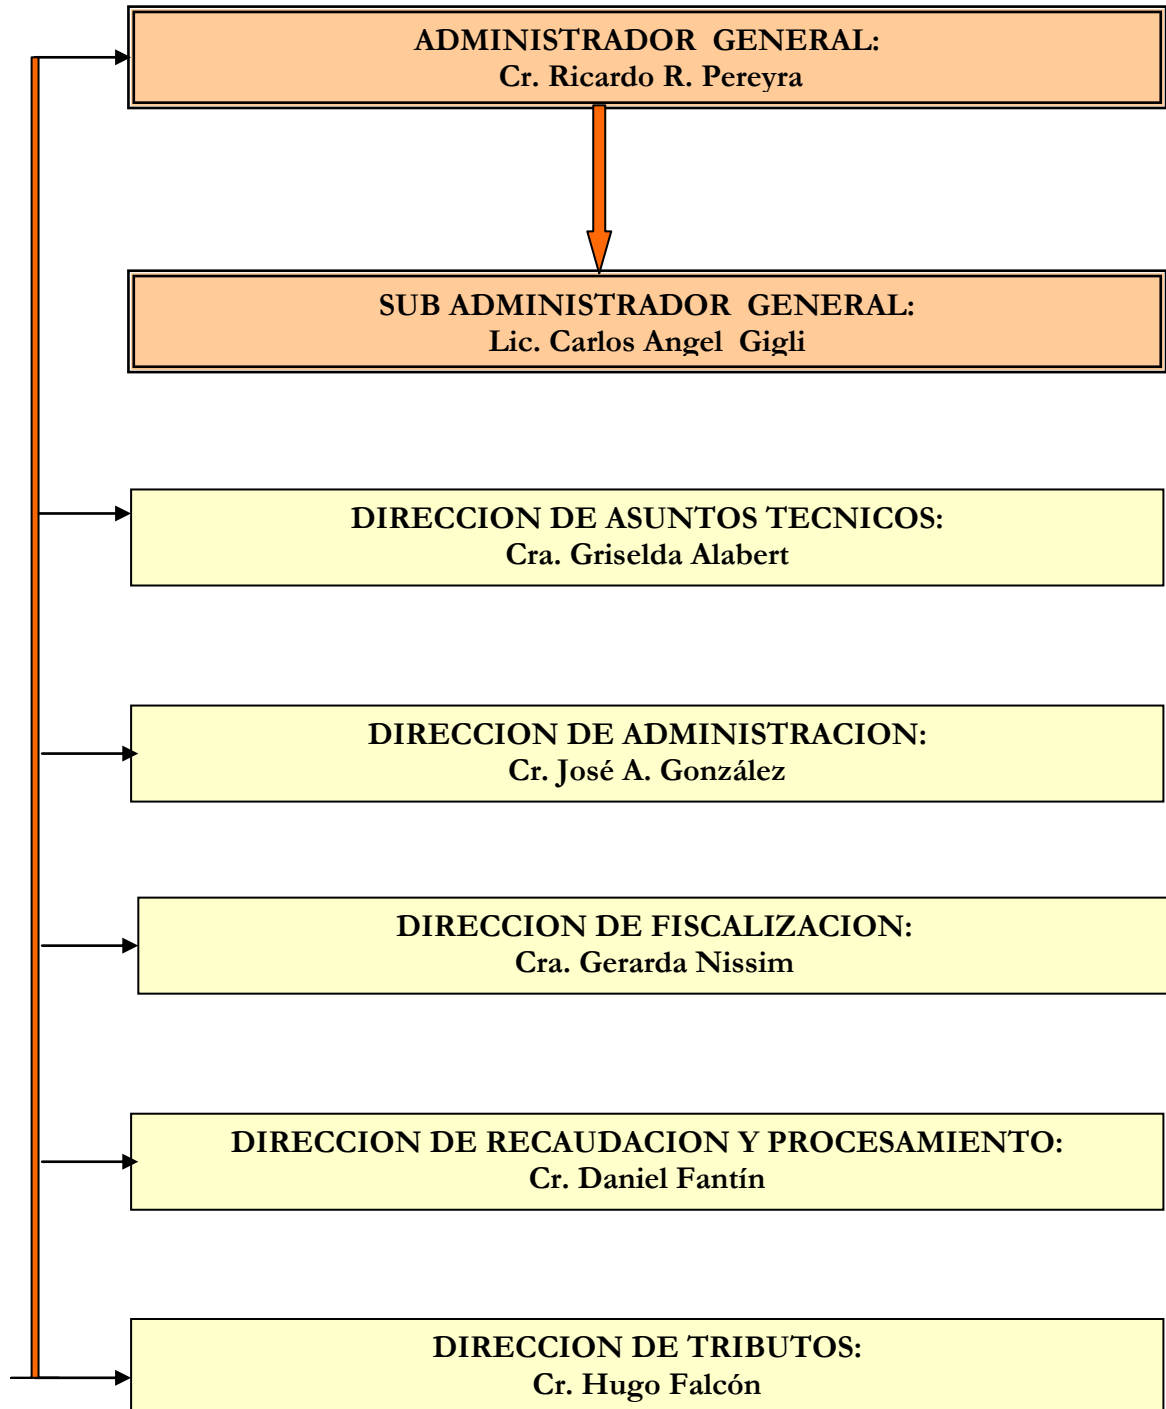 ADMINISTRADOR GENERAL:
Cr. Ricardo R. Pereyra
SUB ADMINISTRADOR GENERAL:
Lic. Carlos Angel Gigli
DIRECCION DE ASUNTOS TECNICOS:
Cra. Griselda Alabert
DIRECCION DE ADMINISTRACION:
Cr. José A. González
DIRECCION DE FISCALIZACION:
Cra. Gerarda Nissim
DIRECCION DE RECAUDACION Y PROCESAMIENTO:
Cr. Daniel Fantín
DIRECCION DE TRIBUTOS:
Cr. Hugo Falcón